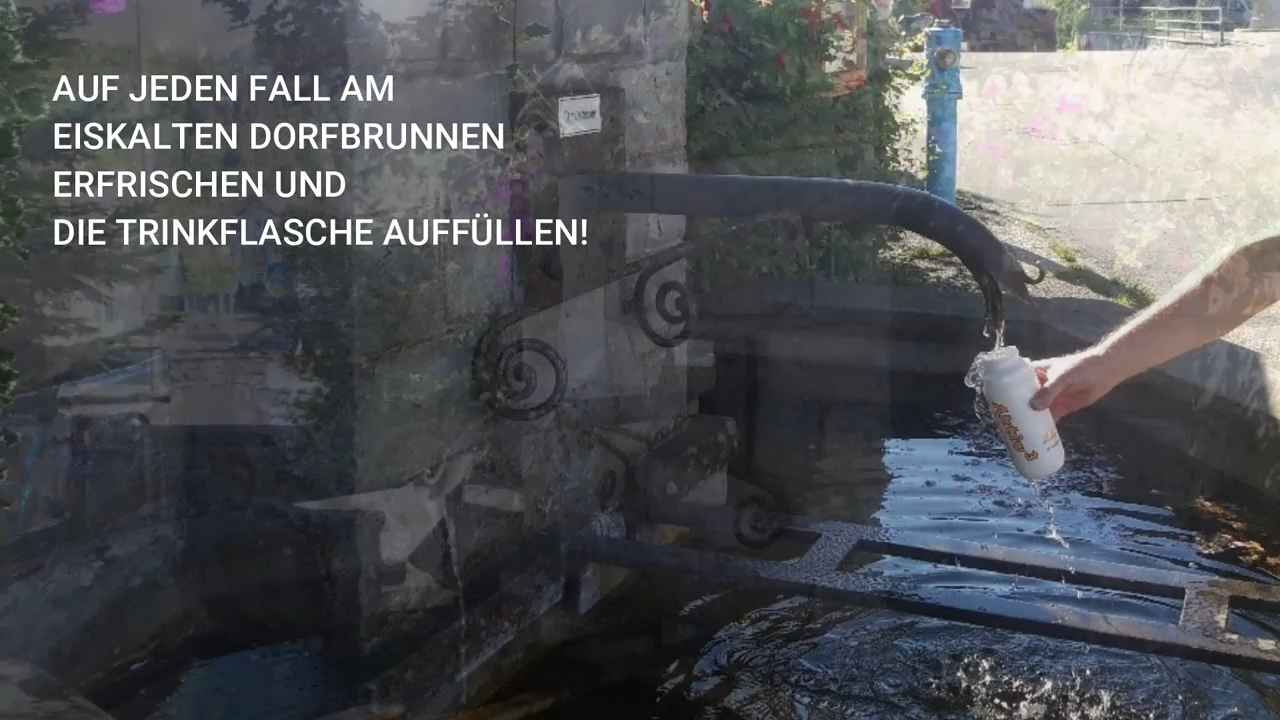 AUF JEDEN FALL AM
EISKALTEN DORFBRUNNEN
ERFRISCHEN UND
DIE TRINKFLASCHE AUFFÜLLEN!